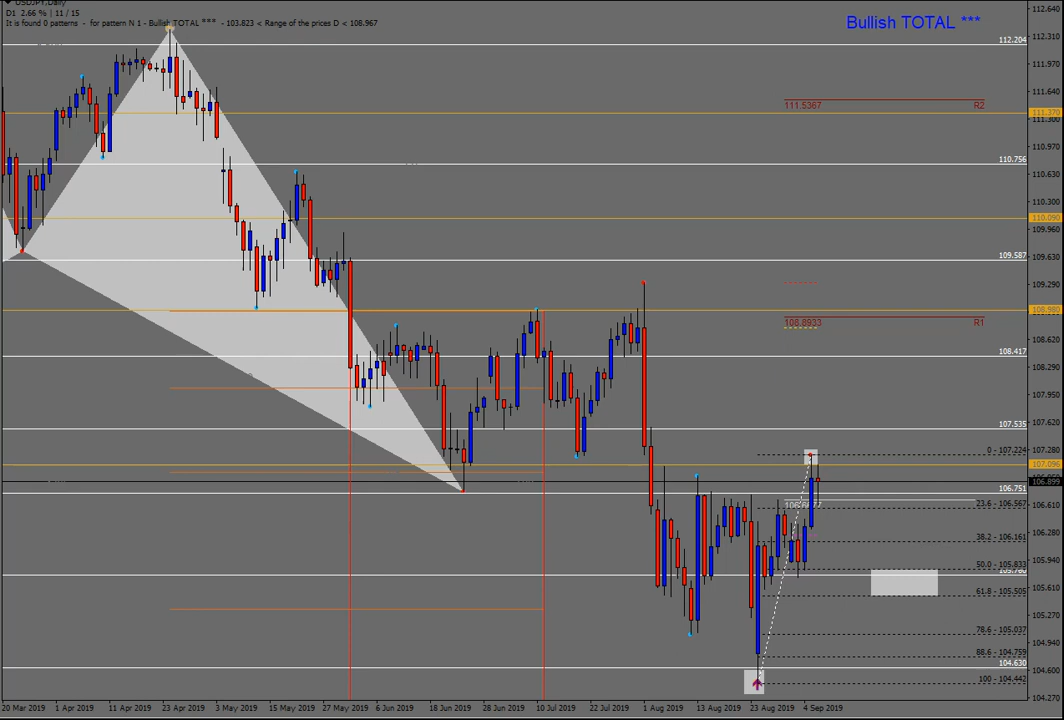 USDJPY,Daily
D1 2.66 % | 11 / 15
It is found 0 patterns - for pattern N 1 - Bullish TOTAL *** - 103.823 < Range of the prices D < 108.967
Bullish TOTAL ***
112.640
112.310
112.204
111.970
111.640
111.5367 R2
111.370
111.300
110.970
110.756
110.630
110.300
110.090
109.960
109.587
109.630
109.290
108.980
108.8933 R1
108.620
108.417
108.290
107.950
107.535
107.620
0 - 107.224
107.280
107.096
106.899
106.751
23.6 - 106.567
106.610
38.2 - 106.161
106.280
105.940
50.0 - 105.833
61.8 - 105.505
105.610
105.270
78.6 - 105.037
104.940
88.6 - 104.759
104.630
104.600
100 - 104.442
104.270
20 Mar 2019 1 Apr 2019 11 Apr 2019 23 Apr 2019 3 May 2019 15 May 2019 27 May 2019 6 Jun 2019 18 Jun 2019 28 Jun 2019 10 Jul 2019 22 Jul 2019 1 Aug 2019 13 Aug 2019 23 Aug 2019 4 Sep 2019